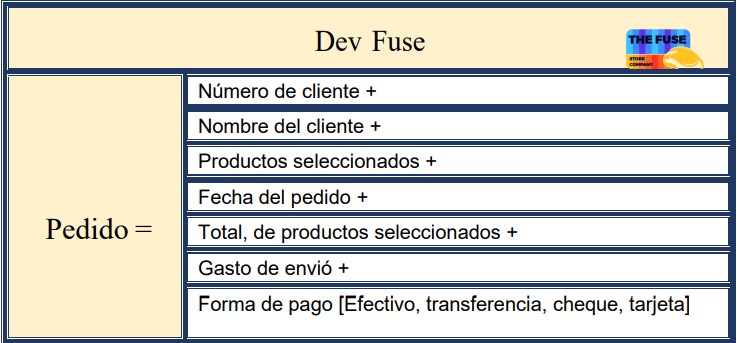 Dev Fuse
THE FUSE
STORE
COMPANY
Número de cliente +
Nombre del cliente +
Productos seleccionados +
Fecha del pedido +
Pedido =
Total, de productos seleccionados +
Gasto de envió +
Forma de pago [Efectivo, transferencia, cheque, tarjeta]